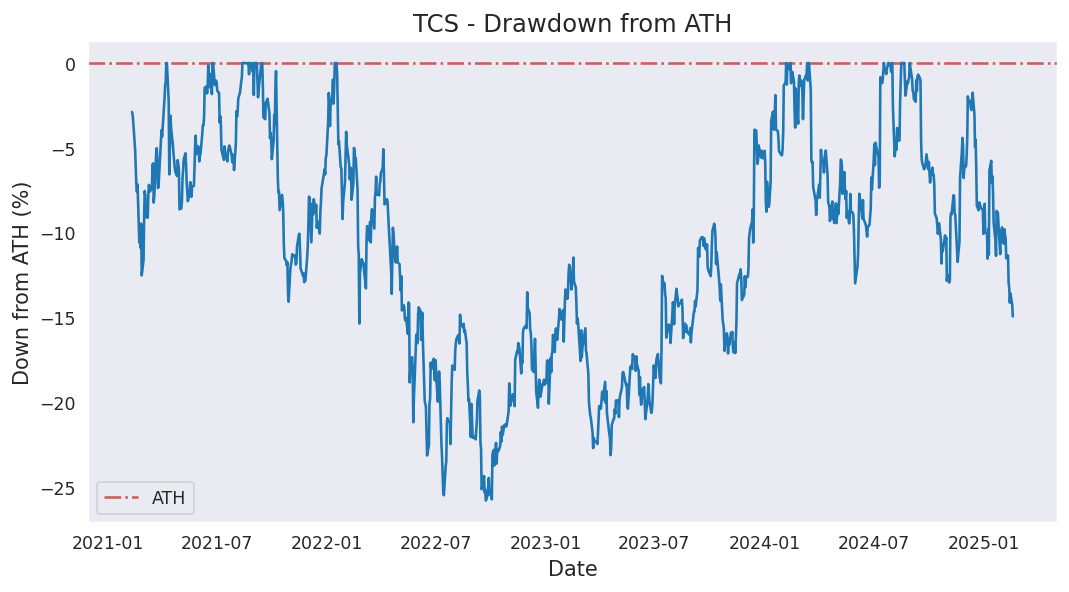 TCS - Drawdown from ATH
Down from ATH (%)
0
−5
−10
−15
−20
−25
ATH
2021-01 2021-07 2022-01 2022-07 2023-01 2023-07 2024-01 2024-07 2025-01
Date